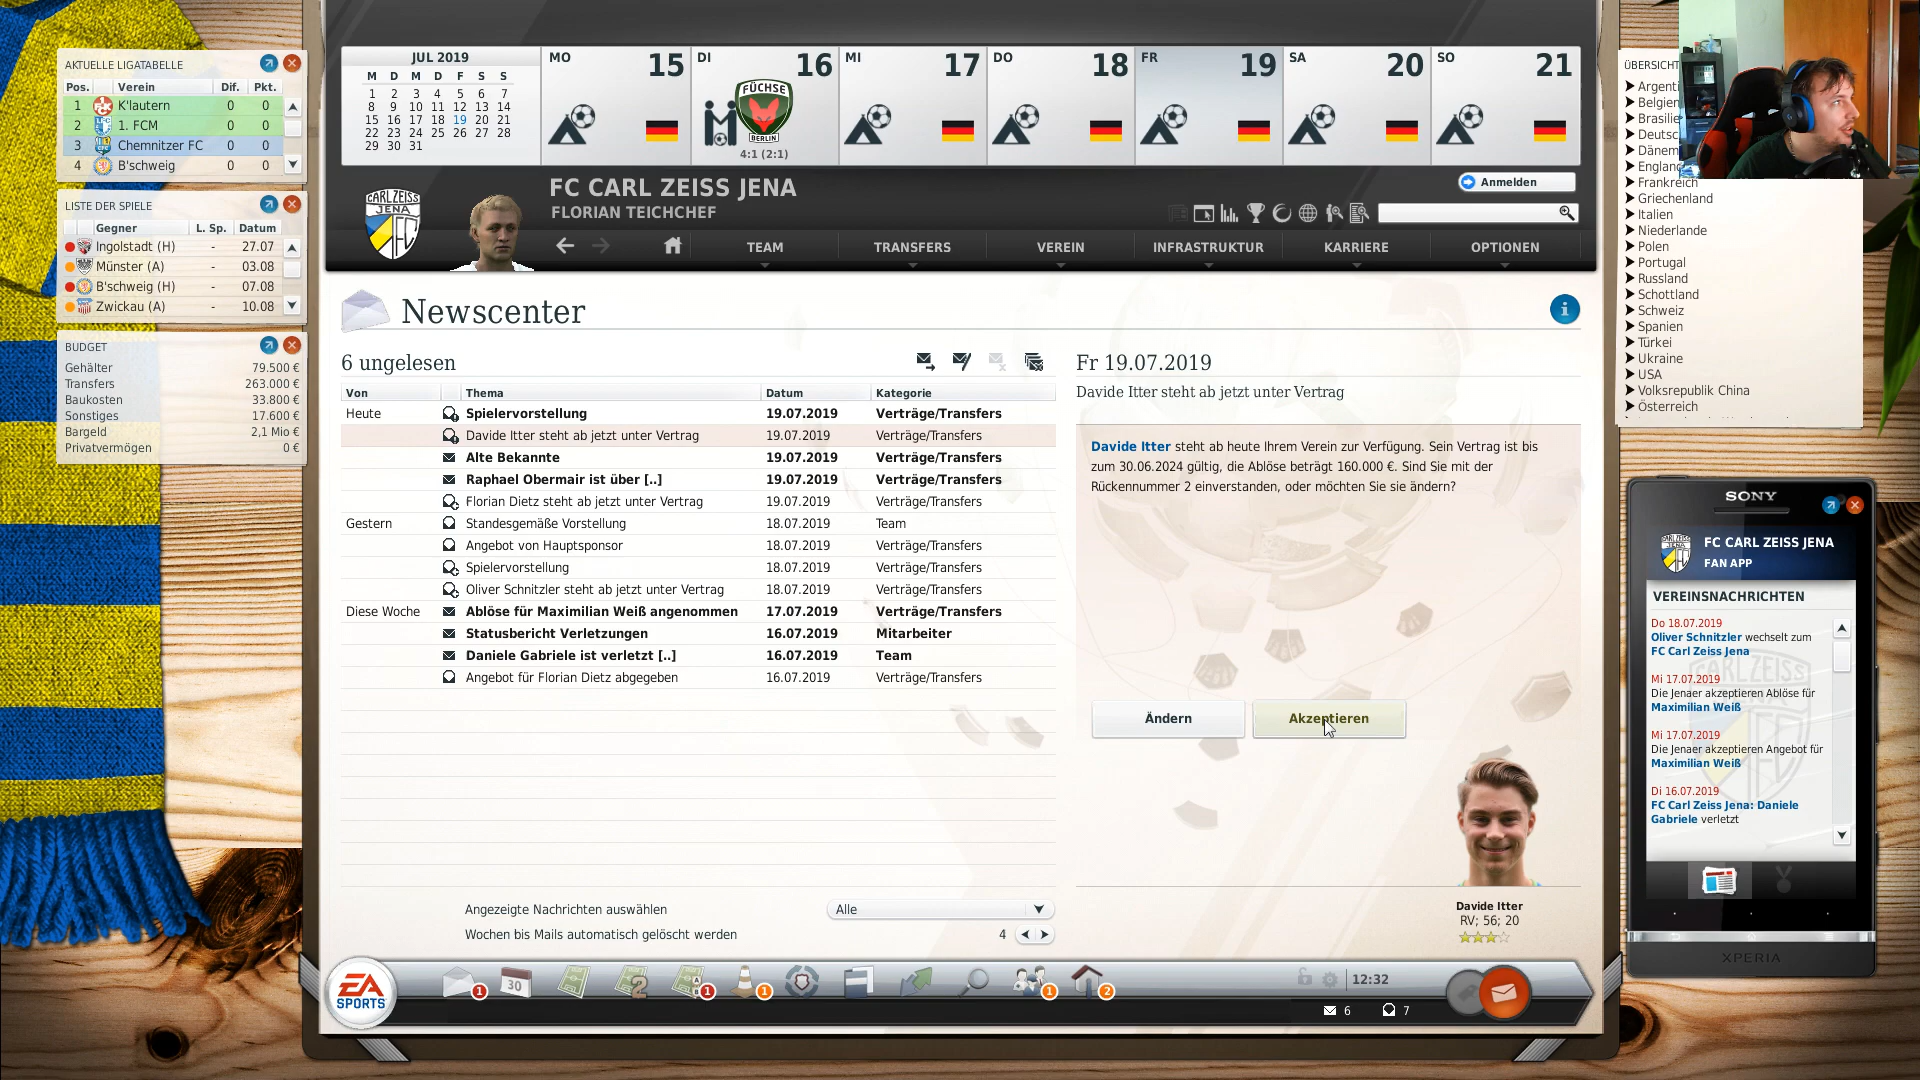 AKTUELLE LIGATABELLE
Pos. Verein Dif. Pkt.
1 K'lautern 0 0
2 1. FCM 0 0
3 Chemnitzer FC 0 0
4 B'schweig 0 0
LISTE DER SPIELE
Gegner L. Sp. Datum
Ingolstadt (H) - 27.07
Münster (A) - 03.08
B'schweig (H) - 07.08
Zwickau (A) - 10.08
BUDGET
Gehälter 79.500 €
Transfers 263.000 €
Baukosten 33.800 €
Sonstiges 17.600 €
Bargeld 2,1 Mio €
Privatvermögen 0 €
JUL 2019
M D M D F S S
1 2 3 4 5 6 7
8 9 10 11 12 13 14
15 16 17 18 19 20 21
22 23 24 25 26 27 28
29 30 31
MO 15
DI 16
FÜCHSE
BERLIN
4:1 (2:1)
MI 17
DO 18
FR 19
SA 20
SO 21
CARL ZEISS
JENA
FC
FC CARL ZEISS JENA
FLORIAN TEICHCHEF
Anmelden
TEAM TRANSFERS VEREIN INFRASTRUKTUR KARRIERE OPTIONEN
Newscenter
6 ungelesen
Von Thema Datum Kategorie
Heute Spielervorstellung 19.07.2019 Verträge/Transfers
Davide Itter steht ab jetzt unter Vertrag 19.07.2019 Verträge/Transfers
Alte Bekannte 19.07.2019 Verträge/Transfers
Raphael Obermair ist über [..] 19.07.2019 Verträge/Transfers
Florian Dietz steht ab jetzt unter Vertrag 19.07.2019 Verträge/Transfers
Gestern Standesgemäße Vorstellung 18.07.2019 Team
Angebot von Hauptsponsor 18.07.2019 Verträge/Transfers
Spielervorstellung 18.07.2019 Verträge/Transfers
Oliver Schnitzler steht ab jetzt unter Vertrag 18.07.2019 Verträge/Transfers
Diese Woche Ablöse für Maximilian Weiß angenommen 17.07.2019 Verträge/Transfers
Statusbericht Verletzungen 16.07.2019 Mitarbeiter
Daniele Gabriele ist verletzt [..] 16.07.2019 Team
Angebot für Florian Dietz abgegeben 16.07.2019 Verträge/Transfers
Angezeigte Nachrichten auswählen Alle
Wochen bis Mails automatisch gelöscht werden 4
Fr 19.07.2019
Davide Itter steht ab jetzt unter Vertrag
Davide Itter steht ab heute Ihrem Verein zur Verfügung. Sein Vertrag ist bis
zum 30.06.2024 gültig, die Ablöse beträgt 160.000 €. Sind Sie mit der
Rückennummer 2 einverstanden, oder möchten Sie sie ändern?
Ändern Akzeptieren
Davide Itter
RV; 56; 20
EA
SPORTS
1 30 2 1 1 1 2
12:32
6 7
ÜBERSICHT
Argenti
Belgien
Brasilie
Deutsc
Dänem
England
Frankreich
Griechenland
Italien
Niederlande
Polen
Portugal
Russland
Schottland
Schweiz
Spanien
Türkei
Ukraine
USA
Volksrepublik China
Österreich
SONY
FC CARL ZEISS JENA
FAN APP
VEREINSNACHRICHTEN
Do 18.07.2019
Oliver Schnitzler wechselt zum
FC Carl Zeiss Jena
Mi 17.07.2019
Die Jenaer akzeptieren Ablöse für
Maximilian Weiß
Mi 17.07.2019
Die Jenaer akzeptieren Angebot für
Maximilian Weiß
Di 16.07.2019
FC Carl Zeiss Jena: Daniele
Gabriele verletzt
XPERIA